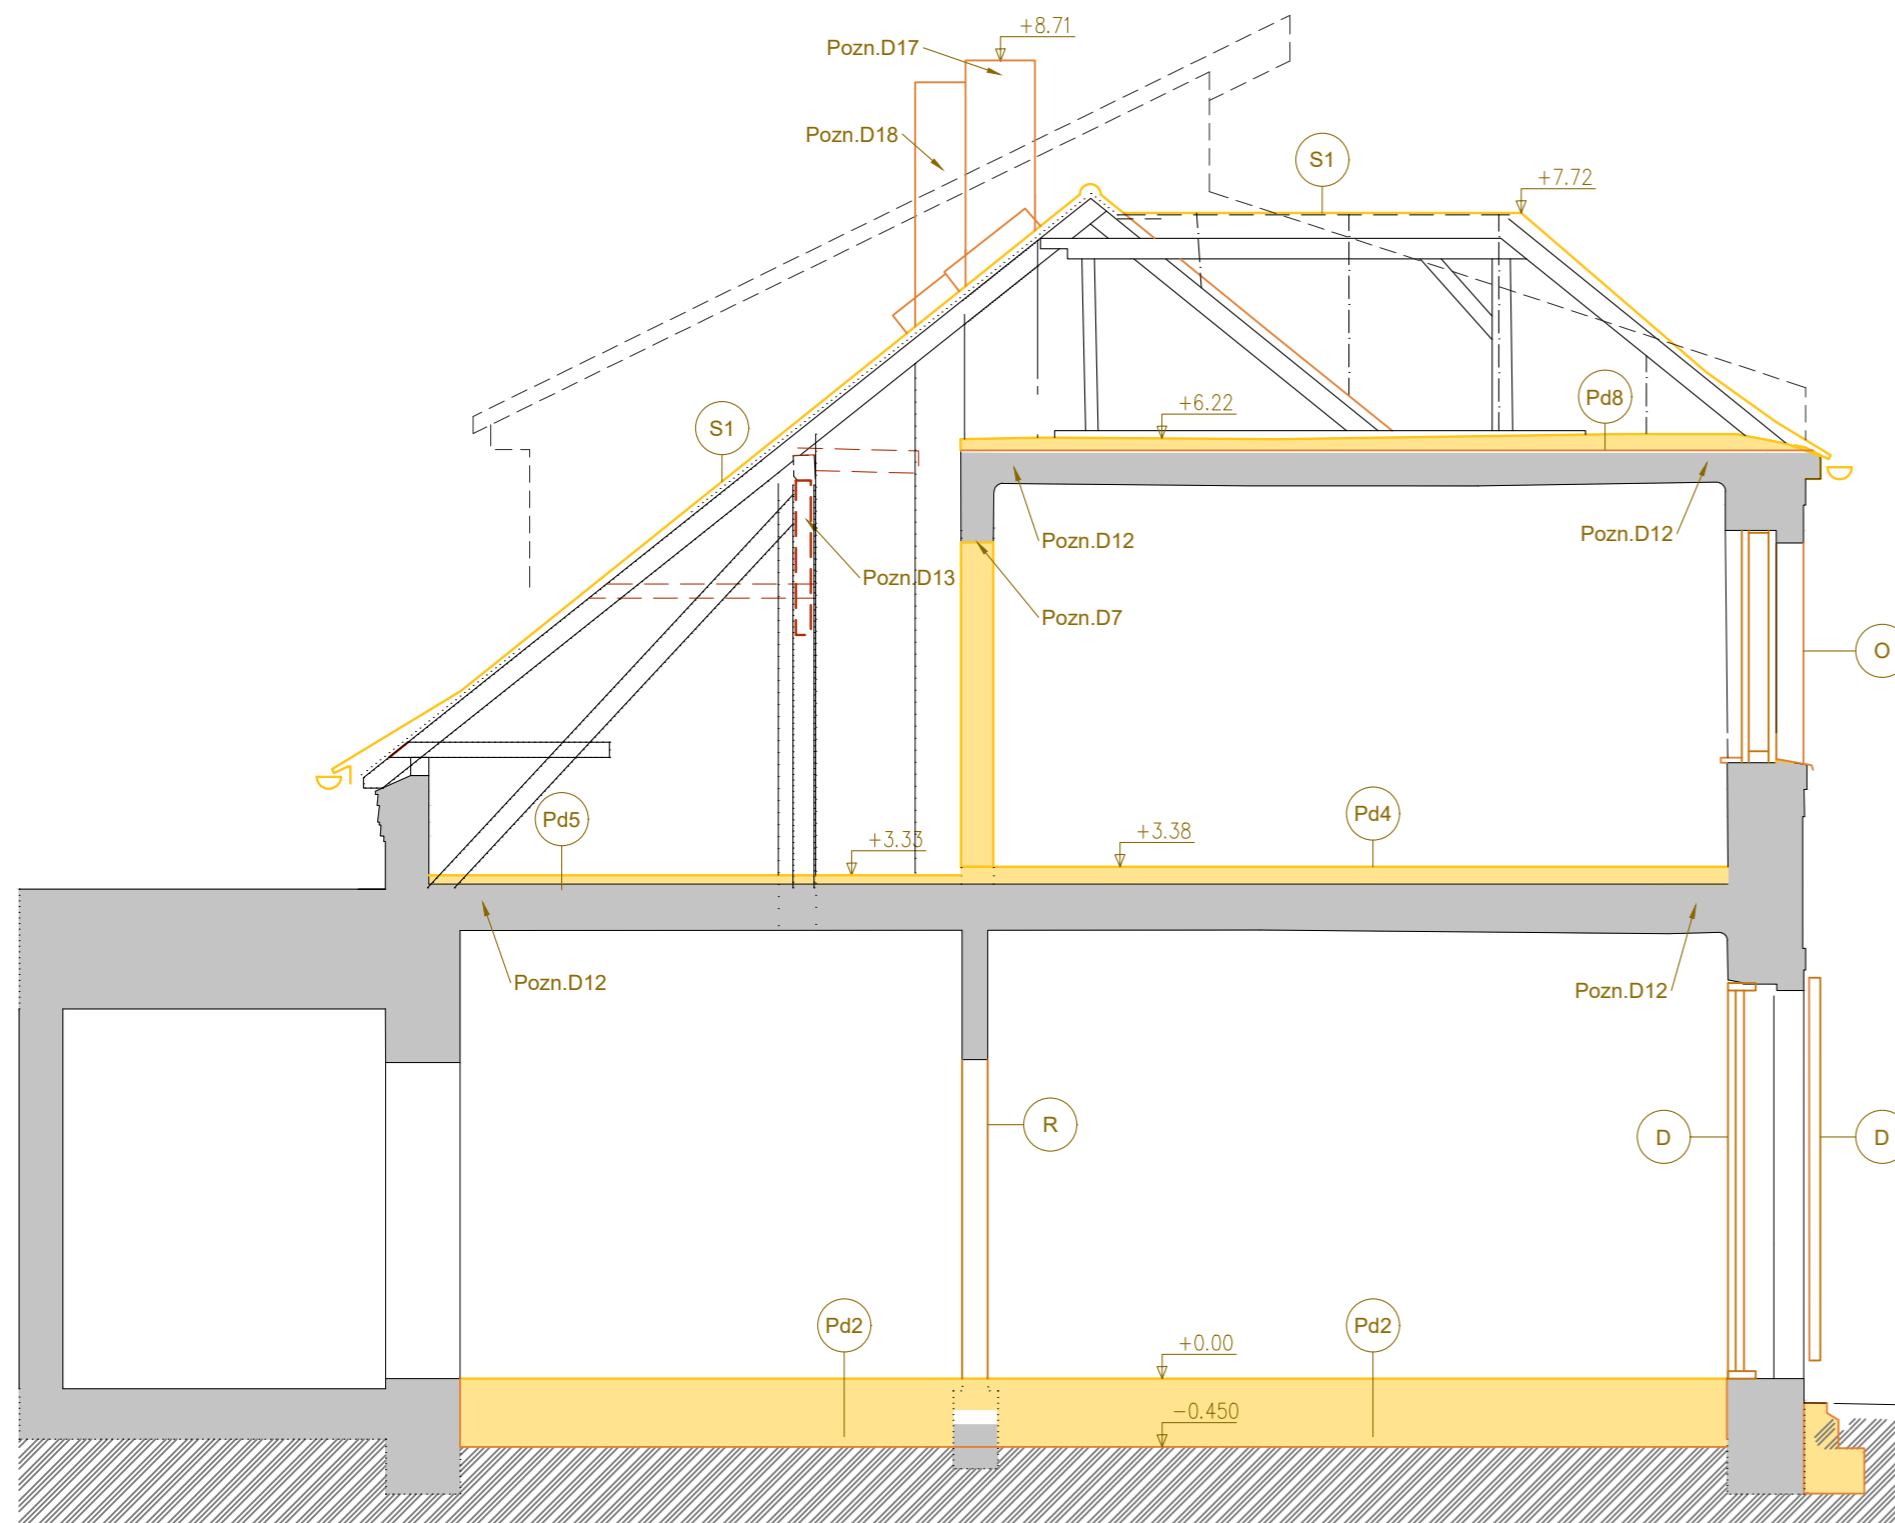 +8.71
Pozn.D17
Pozn.D18
S1
+7.72
Pd8
+6.22
S1
Pozn.D12
Pozn.D12
Pozn.D13
Pozn.D7
O
Pd5
Pd4
+3.33
+3.38
Pozn.D12
Pozn.D12
R
D
D
Pd2
Pd2
+0.00
-0.450